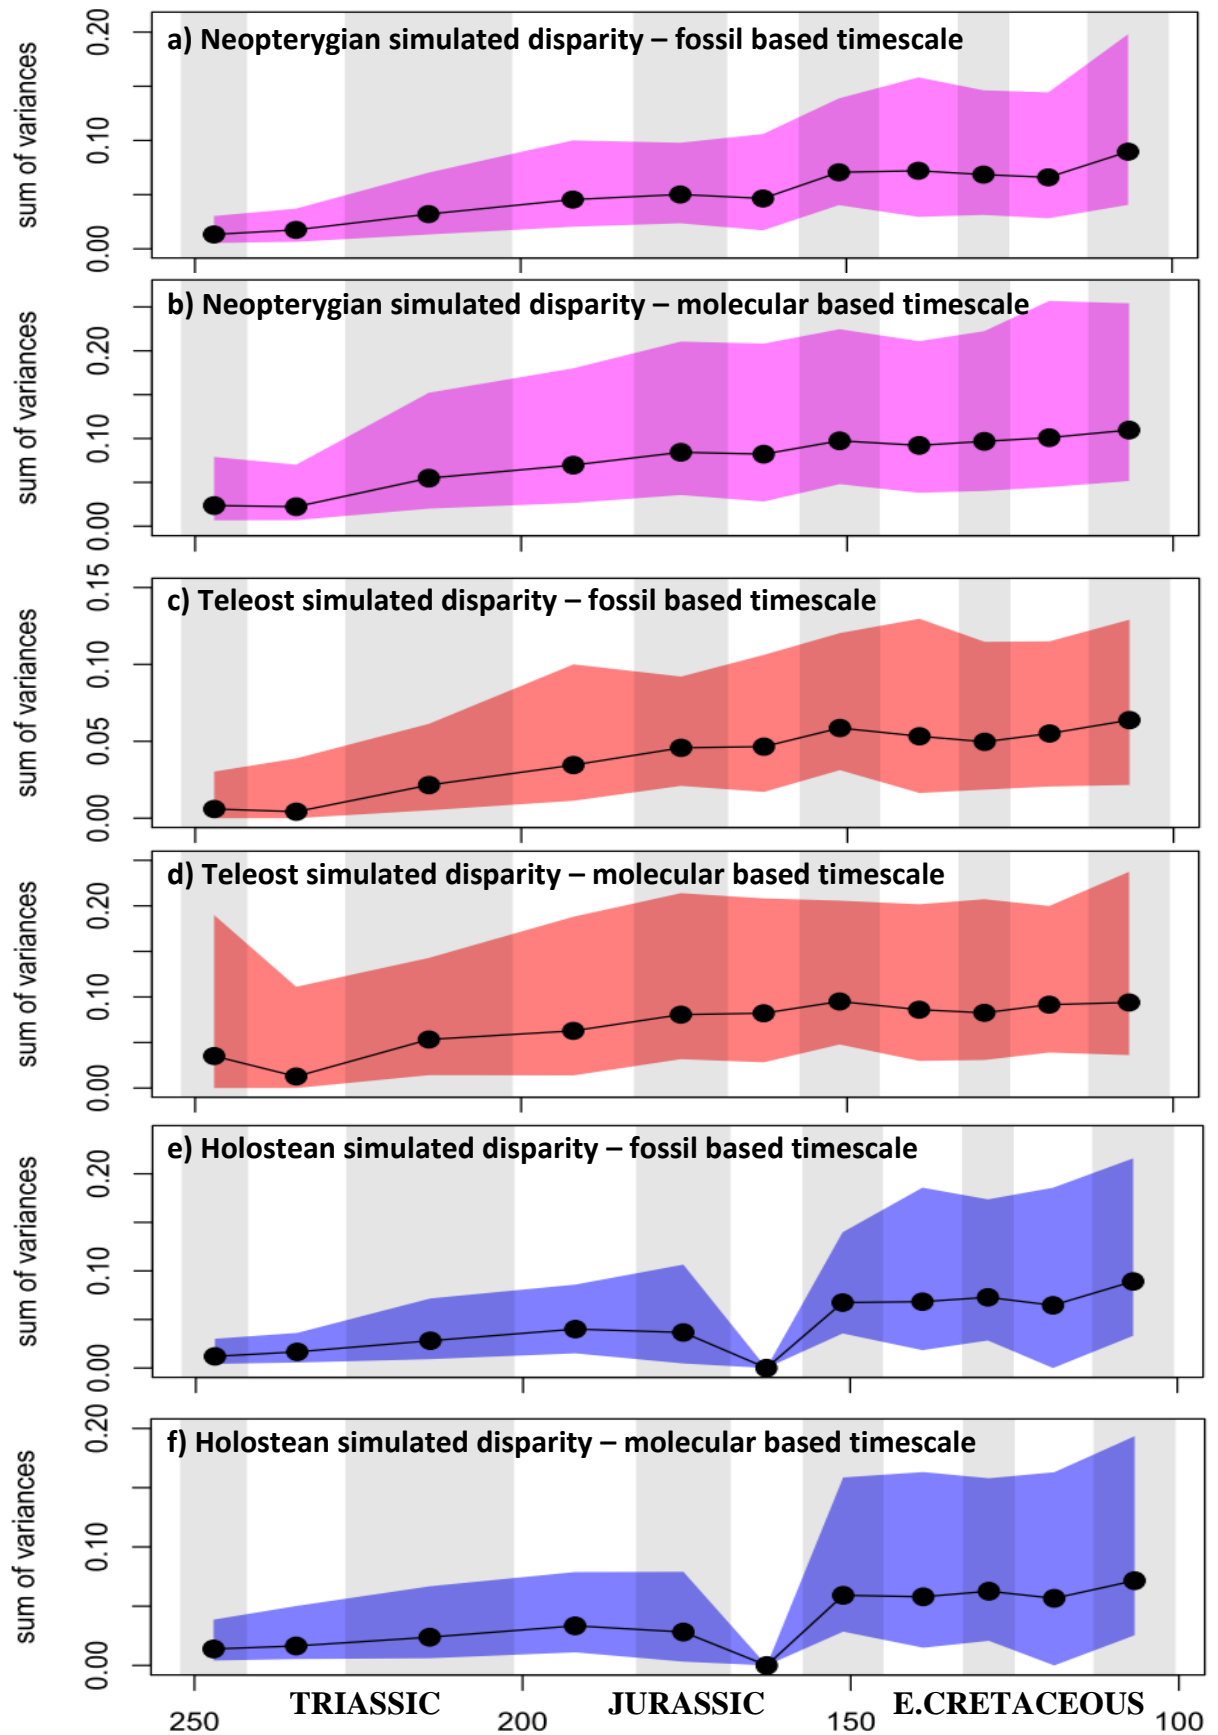 a) Neopterygian simulated disparity – fossil based timescale
sum of variances
0.20
0.10
0.00
b) Neopterygian simulated disparity – molecular based timescale
sum of variances
0.20
0.10
0.00
c) Teleost simulated disparity – fossil based timescale
sum of variances
0.15
0.10
0.05
0.00
d) Teleost simulated disparity – molecular based timescale
sum of variances
0.20
0.10
0.00
e) Holostean simulated disparity – fossil based timescale
sum of variances
0.20
0.10
0.00
f) Holostean simulated disparity – molecular based timescale
sum of variances
0.20
0.10
0.00
TRIASSIC JURASSIC E.CRETACEOUS
250 200 150 100